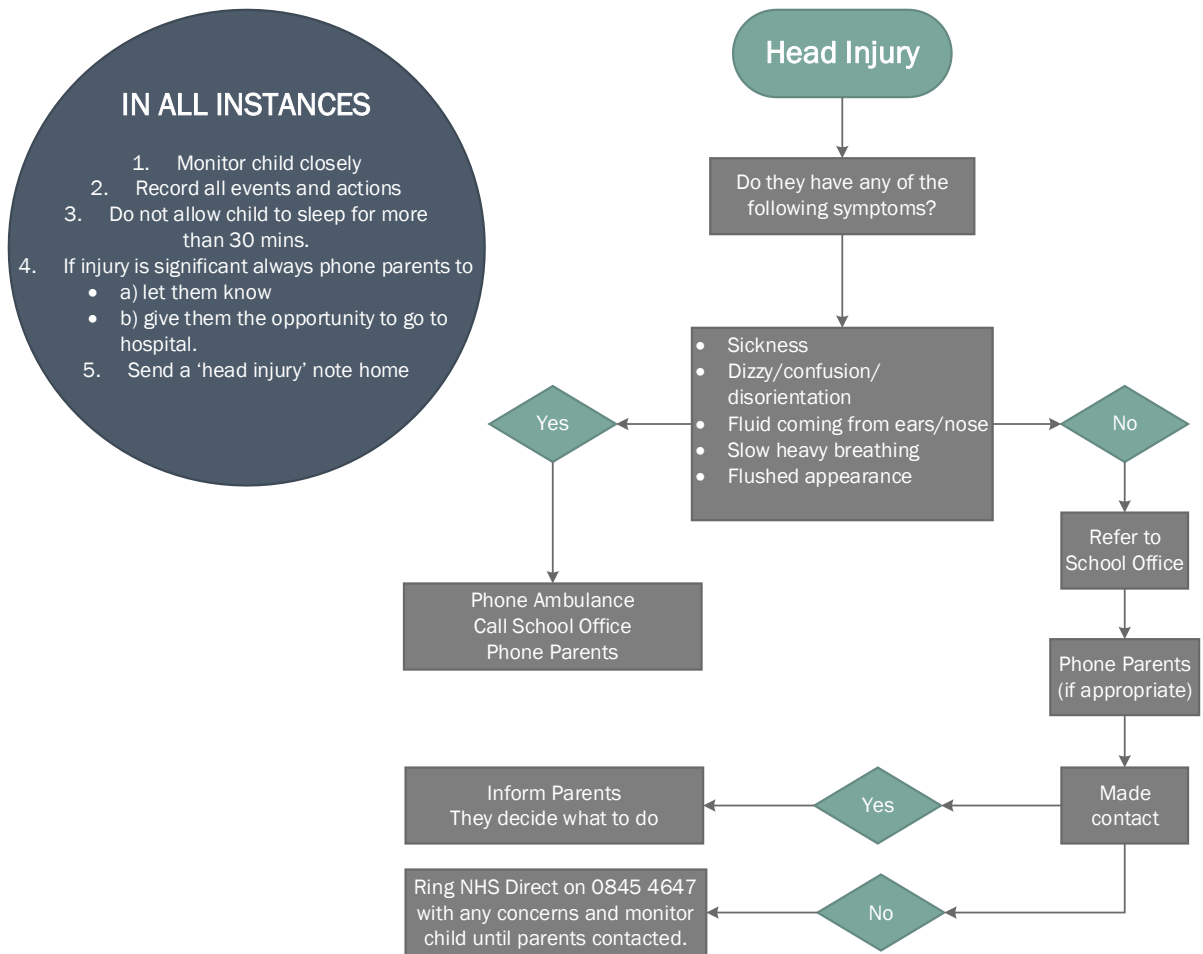 IN ALL INSTANCES
1. Monitor child closely
2. Record all events and actions
3. Do not allow child to sleep for more
than 30 mins.
4. If injury is significant always phone parents to
• a) let them know
• b) give them the opportunity to go to
hospital.
5. Send a ‘head injury’ note home
Head Injury
Do they have any of the
following symptoms?
• Sickness
• Dizzy/confusion/
disorientation
• Fluid coming from ears/nose
• Slow heavy breathing
• Flushed appearance
Yes
No
Phone Ambulance
Call School Office
Phone Parents
Refer to
School Office
Phone Parents
(if appropriate)
Made
contact
Yes
Inform Parents
They decide what to do
No
Ring NHS Direct on 0845 4647
with any concerns and monitor
child until parents contacted.